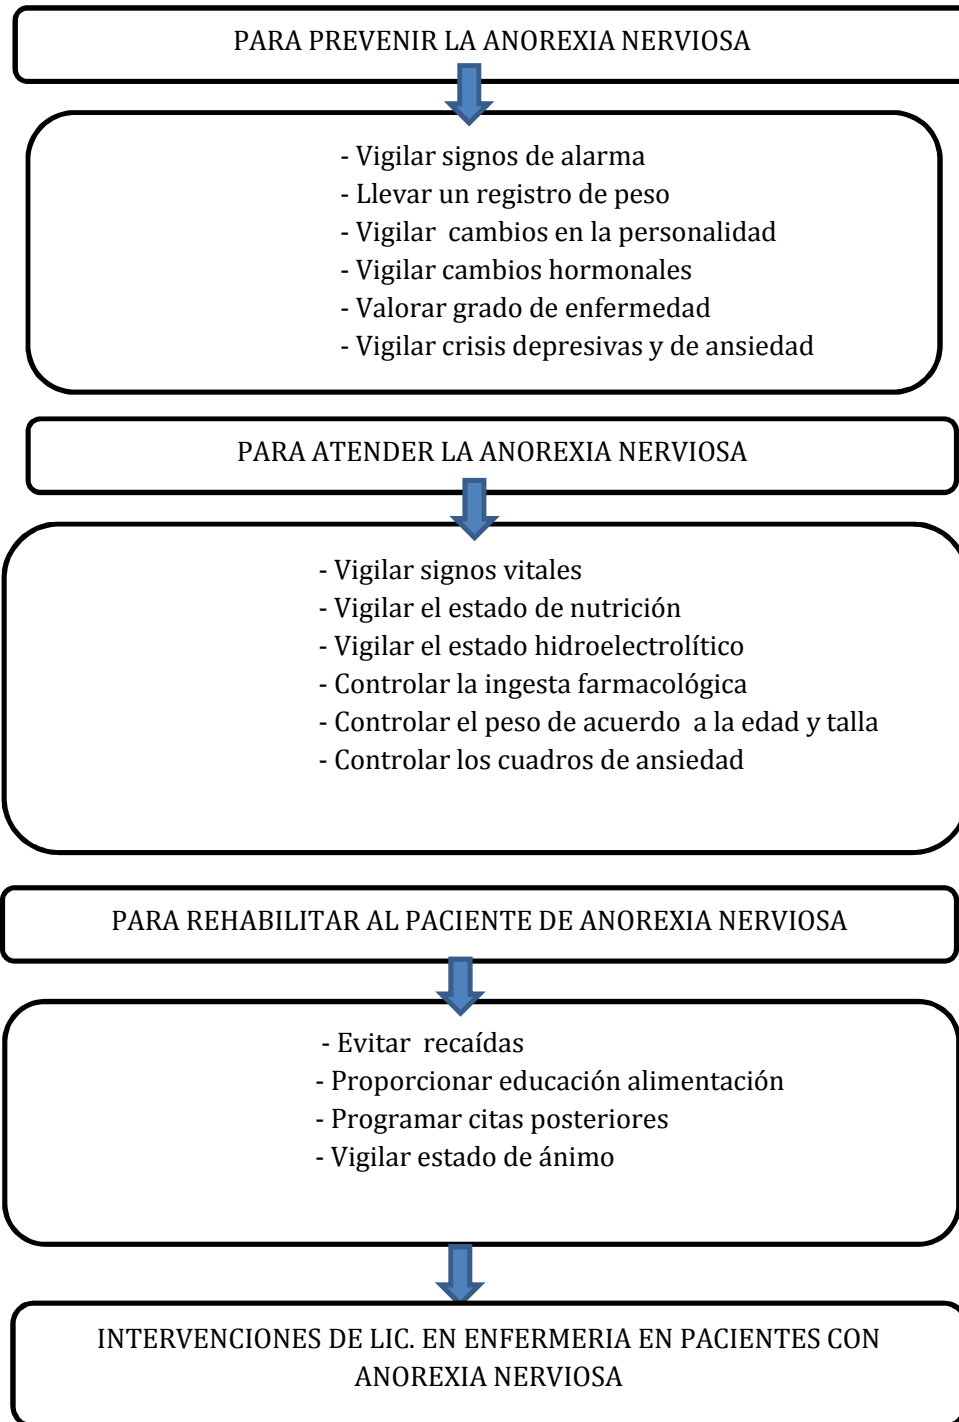 PARA PREVENIR LA ANOREXIA NERVIOSA
- Vigilar signos de alarma
- Llevar un registro de peso
- Vigilar cambios en la personalidad
- Vigilar cambios hormonales
- Valorar grado de enfermedad
- Vigilar crisis depresivas y de ansiedad
PARA ATENDER LA ANOREXIA NERVIOSA
- Vigilar signos vitales
- Vigilar el estado de nutrición
- Vigilar el estado hidroelectrolítico
- Controlar la ingesta farmacológica
- Controlar el peso de acuerdo a la edad y talla
- Controlar los cuadros de ansiedad
PARA REHABILITAR AL PACIENTE DE ANOREXIA NERVIOSA
- Evitar recaídas
- Proporcionar educación alimentación
- Programar citas posteriores
- Vigilar estado de ánimo
INTERVENCIONES DE LIC. EN ENFERMERIA EN PACIENTES CON
ANOREXIA NERVIOSA